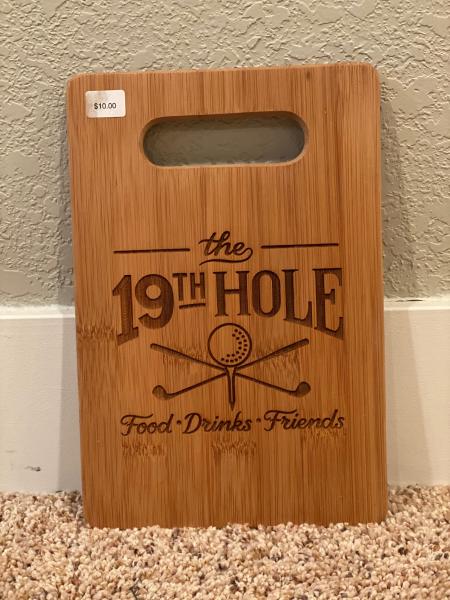 $10.00
the
19TH HOLE
Food • Drinks • Friends